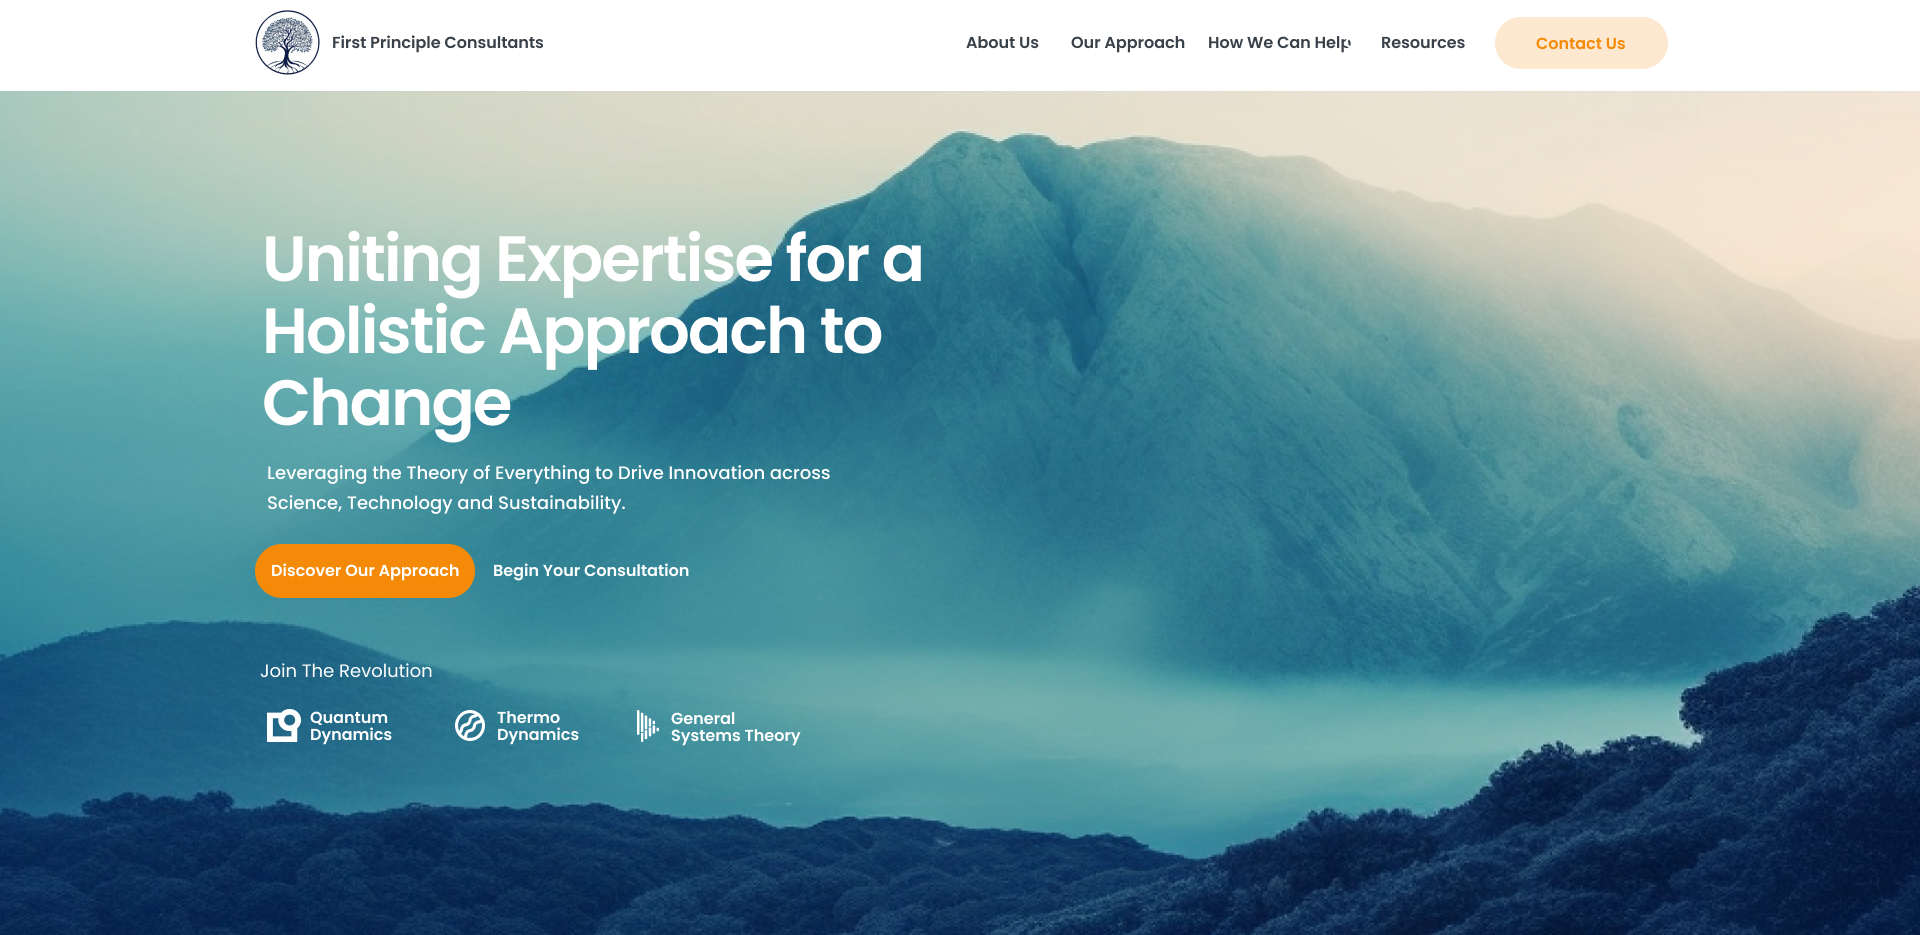 First Principle Consultants
About Us
Our Approach
How We Can Help
Resources
Contact Us
Uniting Expertise for a
Holistic Approach to
Change
Leveraging the Theory of Everything to Drive Innovation across
Science, Technology and Sustainability.
Discover Our Approach
Begin Your Consultation
Join The Revolution
Quantum
Dynamics
Thermo
Dynamics
General
Systems Theory